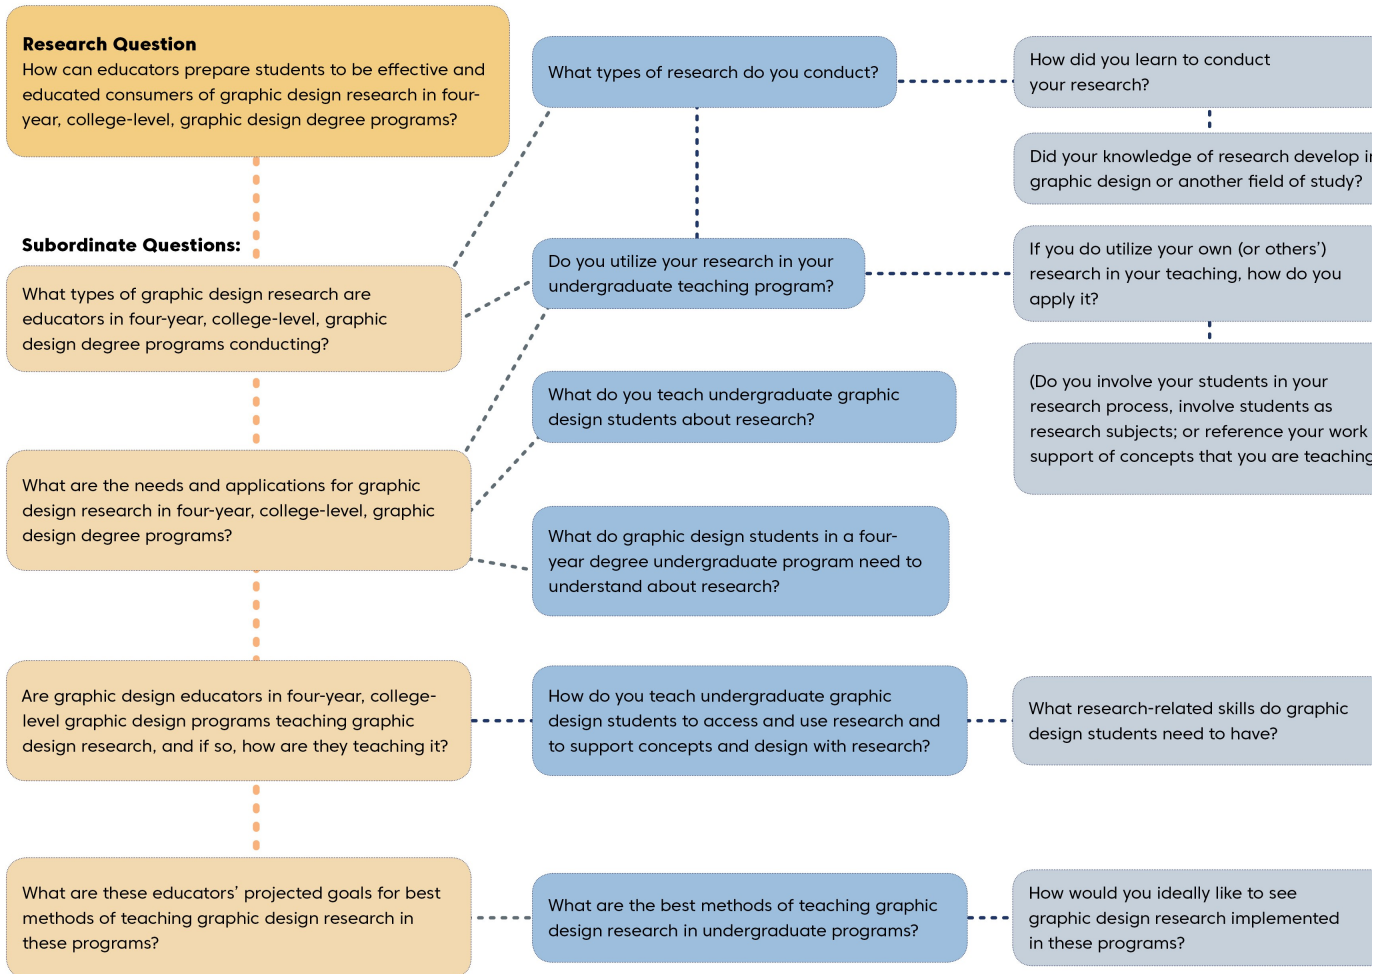 Research Question
How can educators prepare students to be effective and
educated consumers of graphic design research in four-
year, college-level, graphic design degree programs?
Subordinate Questions:
What types of graphic design research are
educators in four-year, college-level, graphic
design degree programs conducting?
What are the needs and applications for graphic
design research in four-year, college-level, graphic
design degree programs?
Are graphic design educators in four-year, college-
level graphic design programs teaching graphic
design research, and if so, how are they teaching it?
What are these educators’ projected goals for best
methods of teaching graphic design research in
these programs?
What types of research do you conduct?
Do you utilize your research in your
undergraduate teaching program?
What do you teach undergraduate graphic
design students about research?
What do graphic design students in a four-
year degree undergraduate program need to
understand about research?
How do you teach undergraduate graphic
design students to access and use research and
to support concepts and design with research?
What are the best methods of teaching graphic
design research in undergraduate programs?
How did you learn to conduct
your research?
Did your knowledge of research develop
graphic design or another field of study?
If you do utilize your own (or others’)
research in your teaching, how do you
apply it?
(Do you involve your students in your
research process, involve students as
research subjects; or reference your work
support of concepts that you are teaching
What research-related skills do graphic
design students need to have?
How would you ideally like to see
graphic design research implemented
in these programs?